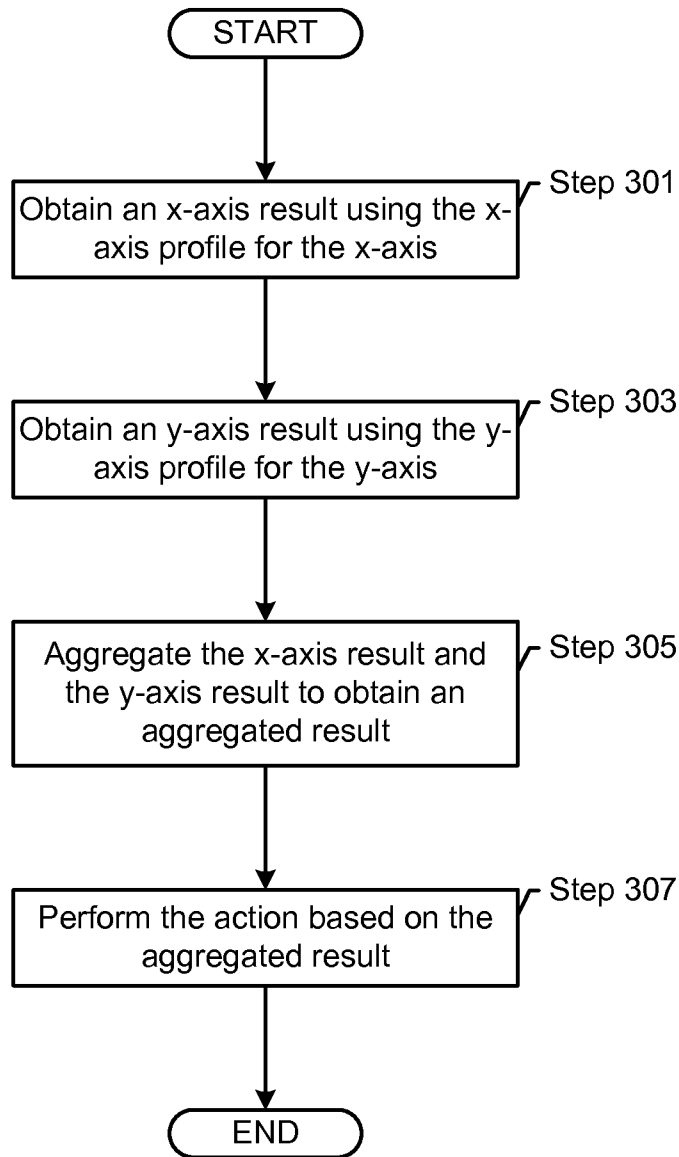 START
Step 301
Obtain an x-axis result using the x-
axis profile for the x-axis
Step 303
Obtain an y-axis result using the y-
axis profile for the y-axis
Step 305
Aggregate the x-axis result and
the y-axis result to obtain an
aggregated result
Step 307
Perform the action based on the
aggregated result
END